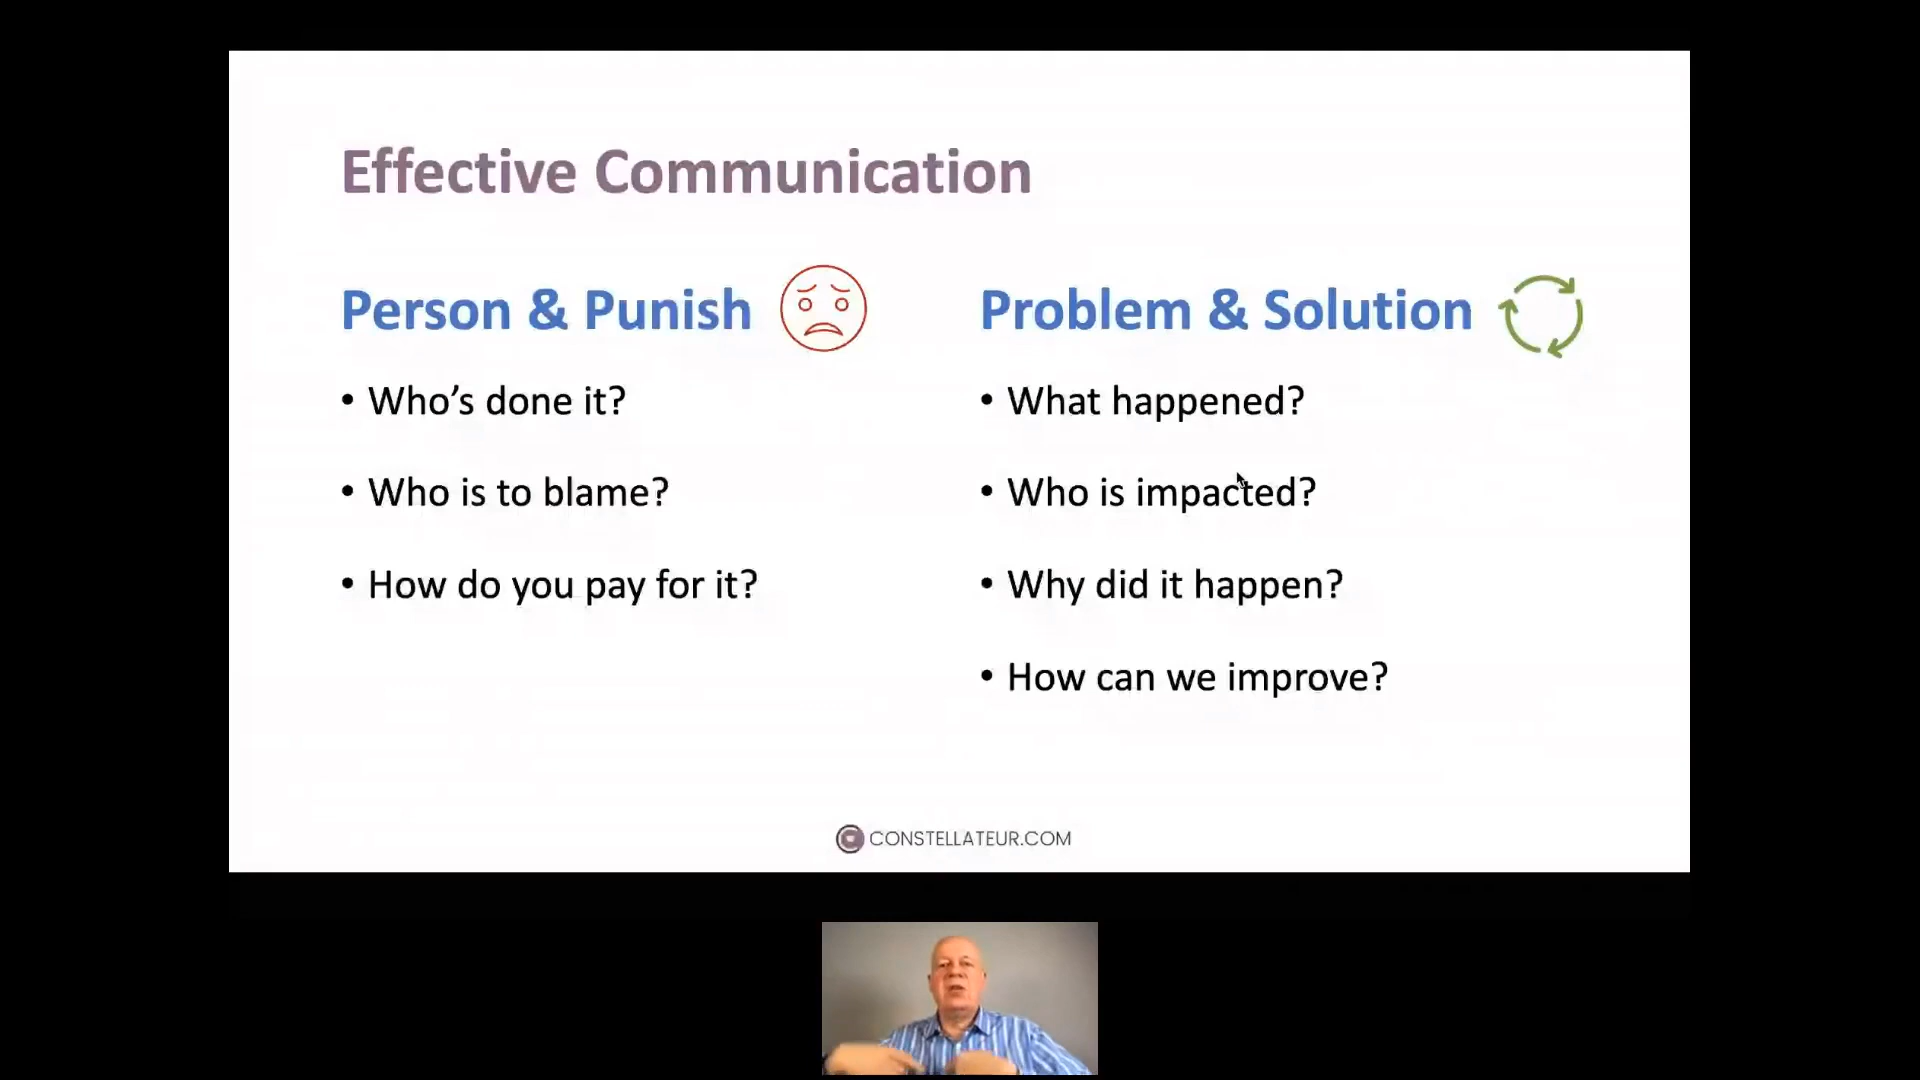 Effective Communication
Person & Punish
• Who's done it?
• Who is to blame?
• How do you pay for it?
Problem & Solution
• What happened?
• Who is impacted?
• Why did it happen?
• How can we improve?
CONSTELLATEUR.COM